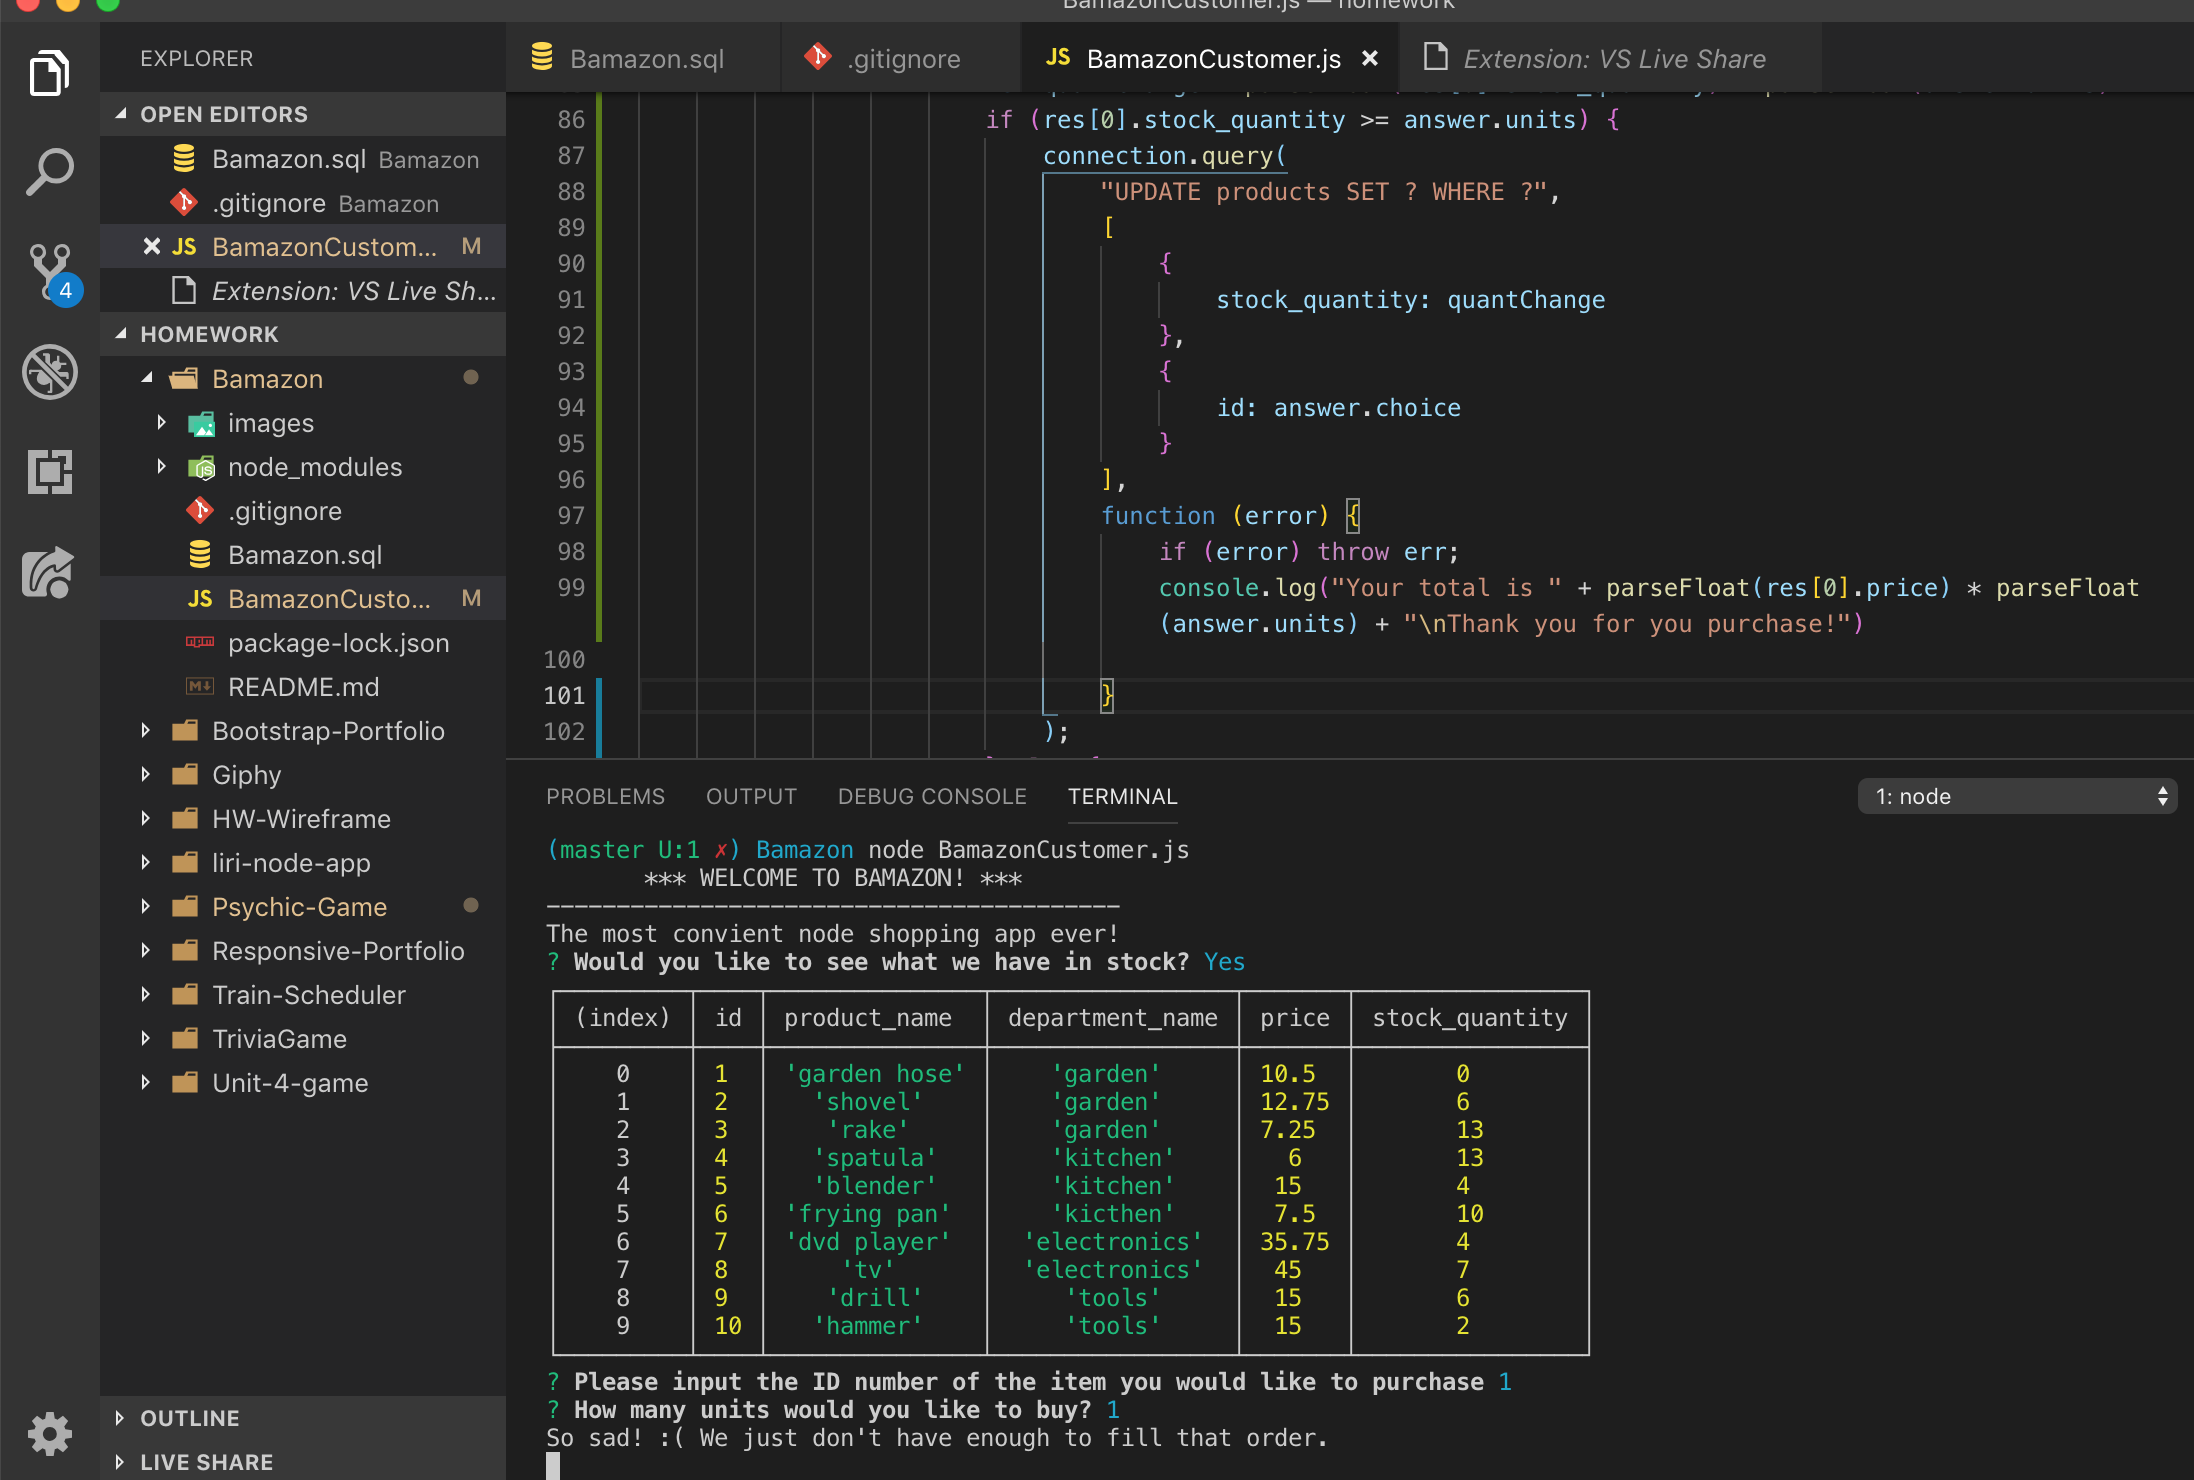 BamazonCustomer.js — homework
EXPLORER
OPEN EDITORS
Bamazon.sql Bamazon
.gitignore Bamazon
JS BamazonCustom... M
Extension: VS Live Sh...
HOMEWORK
Bamazon
images
node_modules
.gitignore
Bamazon.sql
JS BamazonCusto... M
package-lock.json
README.md
Bootstrap-Portfolio
Giphy
HW-Wireframe
liri-node-app
Psychic-Game
Responsive-Portfolio
Train-Scheduler
TriviaGame
Unit-4-game
OUTLINE
LIVE SHARE
4
Bamazon.sql
.gitignore
JS BamazonCustomer.js
Extension: VS Live Share
86 if (res[0].stock_quantity >= answer.units) {
87 connection.query(
88 "UPDATE products SET ? WHERE ?",
89 [
90 {
91 stock_quantity: quantChange
92 },
93 {
94 id: answer.choice
95 }
96 ],
97 function (error) {
98 if (error) throw err;
99 console.log("Your total is " + parseFloat(res[0].price) * parseFloat
(answer.units) + "\nThank you for you purchase!")
100
101 }
102 );
PROBLEMS OUTPUT DEBUG CONSOLE TERMINAL
1: node
(master U:1 ✗) Bamazon node BamazonCustomer.js
*** WELCOME TO BAMAZON! ***
-----------------------------------------
The most convient node shopping app ever!
? Would you like to see what we have in stock? Yes
(index) id product_name department_name price stock_quantity
0 1 'garden hose' 'garden' 10.5 0
1 2 'shovel' 'garden' 12.75 6
2 3 'rake' 'garden' 7.25 13
3 4 'spatula' 'kitchen' 6 13
4 5 'blender' 'kitchen' 15 4
5 6 'frying pan' 'kicthen' 7.5 10
6 7 'dvd player' 'electronics' 35.75 4
7 8 'tv' 'electronics' 45 7
8 9 'drill' 'tools' 15 6
9 10 'hammer' 'tools' 15 2
? Please input the ID number of the item you would like to purchase 1
? How many units would you like to buy? 1
So sad! :( We just don't have enough to fill that order.